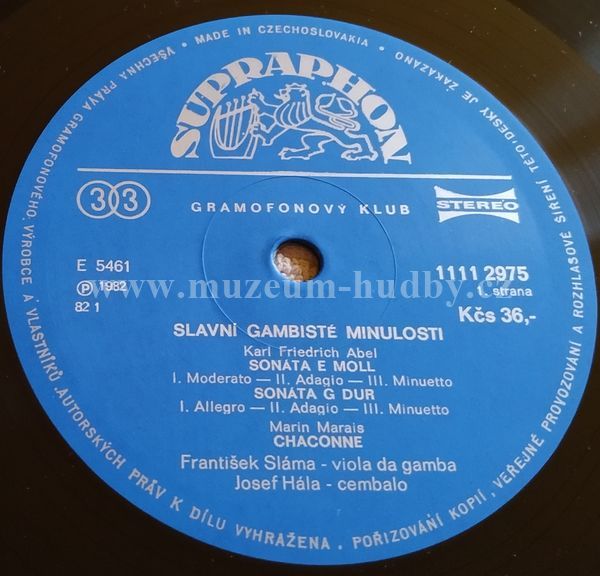 VŠECHNA PRÁVA GRAMOFONOVÉHO VÝROBCE A VLASTNÍKŮ AUTORSKÝCH PRÁV K DÍLU VYHRAŽENA . POŘIZOVÁNÍ KOPIÍ, VEŘEJNÉ PROVOZOVÁNÍ A ROZHLASOVÉ ŠÍŘENÍ TÉTO DESKY JE ZAKÁZÁNO
• MADE IN CZECHOSLOVAKIA •
SUPRAPHON
33
GRAMOFONOVÝ KLUB
STEREO
E 5461
1111 2975
℗ 1982
strana
82 1
Kčs 36,-
www.muzeum-hudby.cz
SLAVNÍ GAMBISTÉ MINULOSTI
Karl Friedrich Abel
SONÁTA E MOLL
I. Moderato — II. Adagio — III. Minuetto
SONÁTA G DUR
I. Allegro — II. Adagio — III. Minuetto
Marin Marais
CHACONNE
František Sláma - viola da gamba
Josef Hála - cembalo